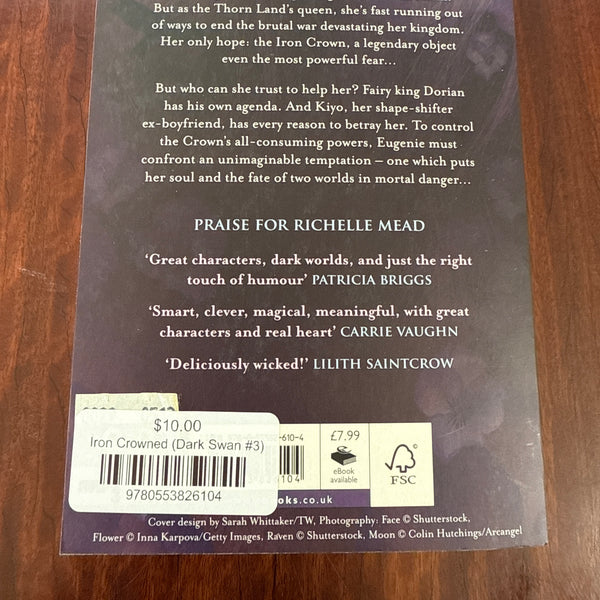 But as the Thorn Land's queen, she's fast running out
of ways to end the brutal war devastating her kingdom.
Her only hope: the Iron Crown, a legendary object
even the most powerful fear...
But who can she trust to help her? Fairy king Dorian
has his own agenda. And Kiyo, her shape-shifter
ex-boyfriend, has every reason to betray her. To control
the Crown's all-consuming powers, Eugenie must
confront an unimaginable temptation – one which puts
her soul and the fate of two worlds in mortal danger...
PRAISE FOR RICHELLE MEAD
'Great characters, dark worlds, and just the right
touch of humour' PATRICIA BRIGGS
'Smart, clever, magical, meaningful, with great
characters and real heart' CARRIE VAUGHN
'Deliciously wicked!' LILITH SAINTCROW
$10.00
Iron Crowned (Dark Swan #3)
9780553826104
-610-4
£7.99
eBook
available
FSC
6104
ooks.co.uk
Cover design by Sarah Whittaker/TW, Photography: Face © Shutterstock,
Flower © Inna Karpova/Getty Images, Raven © Shutterstock, Moon © Colin Hutchings/Arcangel